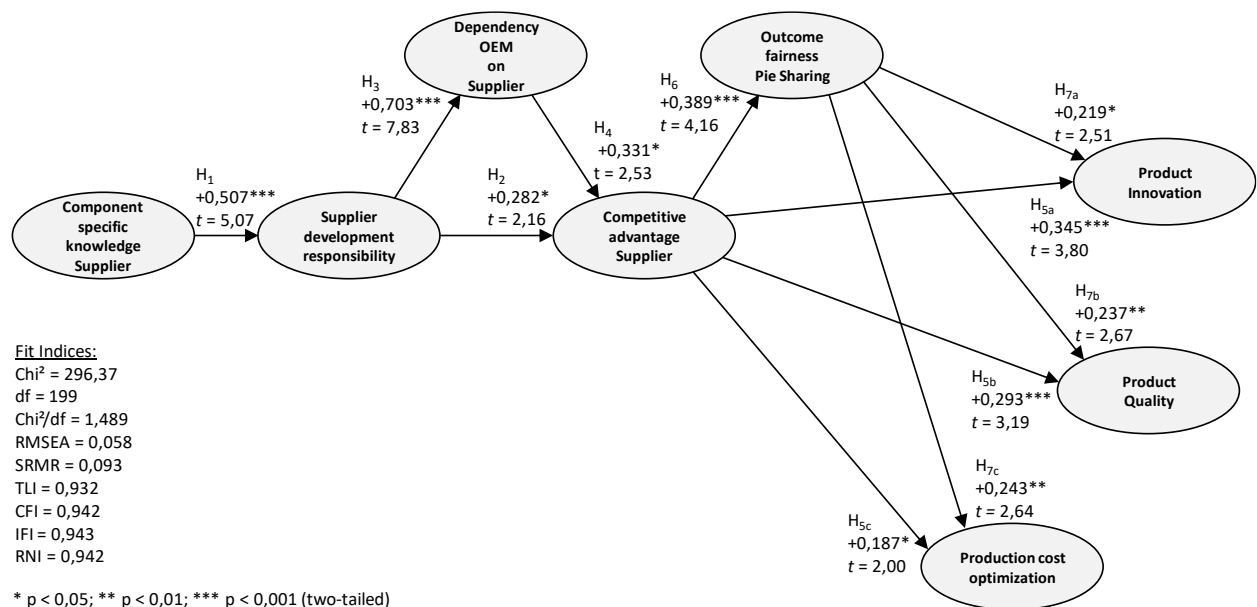 Dependency
OEM
on
Supplier
Outcome
fairness
Pie Sharing
H3
+0,703***
t = 7,83
H6
+0,389***
t = 4,16
H7a
+0,219*
t = 2,51
H4
+0,331*
t = 2,53
H1
+0,507***
t = 5,07
H2
+0,282*
t = 2,16
Component
specific
knowledge
Supplier
Supplier
development
responsibility
Competitive
advantage
Supplier
Product
Innovation
H5a
+0,345***
t = 3,80
H7b
+0,237**
t = 2,67
Product
Quality
H5b
+0,293***
t = 3,19
H7c
+0,243**
t = 2,64
H5c
+0,187*
t = 2,00
Production cost
optimization
Fit Indices:
Chi² = 296,37
df = 199
Chi²/df = 1,489
RMSEA = 0,058
SRMR = 0,093
TLI = 0,932
CFI = 0,942
IFI = 0,943
RNI = 0,942
* p < 0,05; ** p < 0,01; *** p < 0,001 (two-tailed)